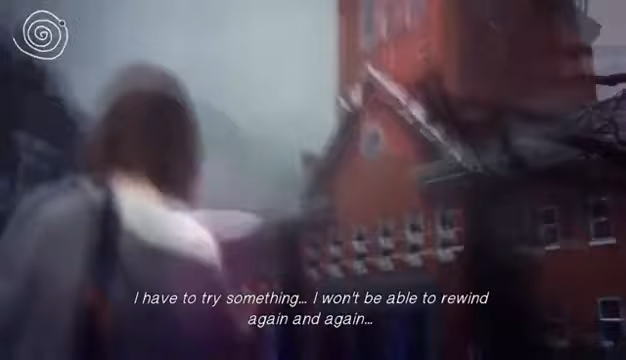 I have to try something... I won't be able to rewind
again and again...